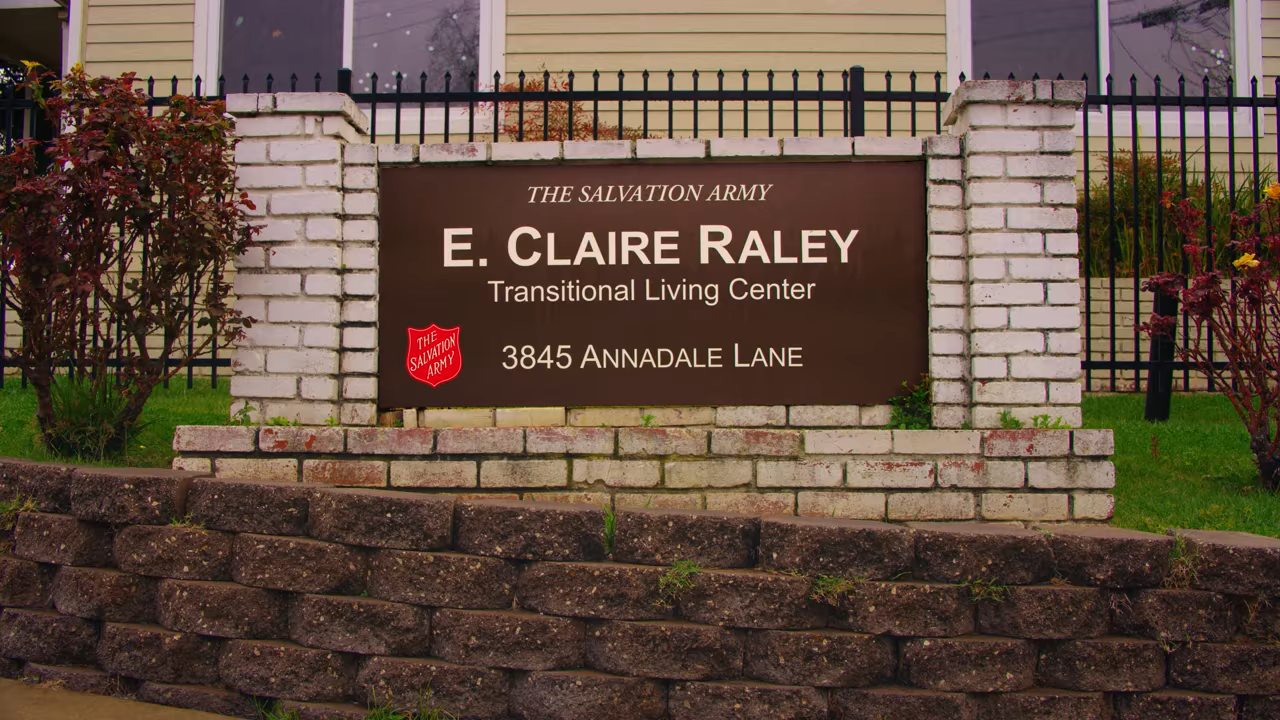 THE SALVATION ARMY
E. CLAIRE RALEY
Transitional Living Center
THE
SALVATION
ARMY
3845 ANNADALE LANE